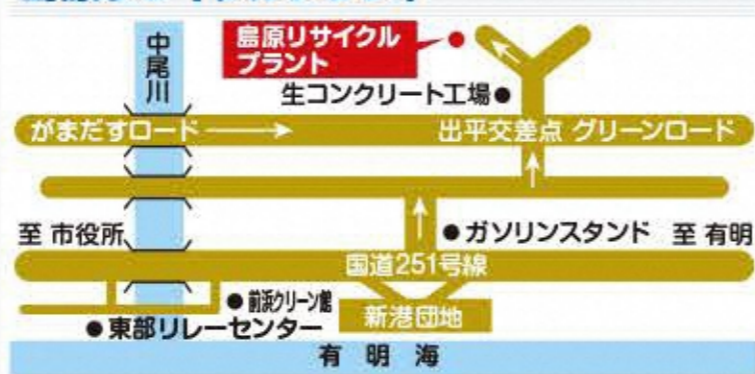 中尾川
島原リサイクル
プラント
生コンクリート工場
がまだすロード
出平交差点 グリーンロード
至 市役所
ガソリンスタンド
至 有明
国道251号線
前浜クリーン館
新港団地
東部リレーセンター
有明海